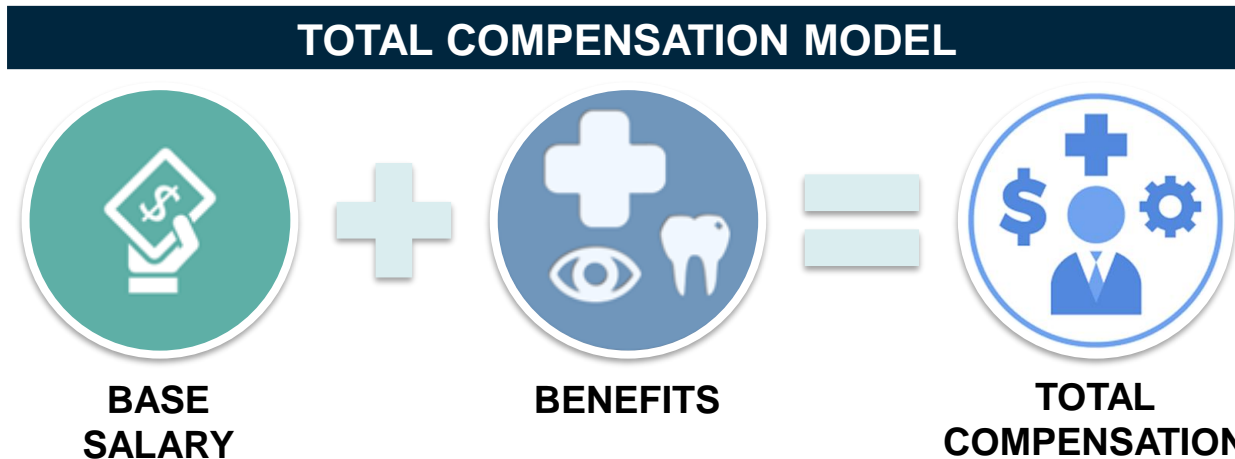 TOTAL COMPENSATION MODEL
$
$
BASE
SALARY
BENEFITS
TOTAL
COMPENSATION